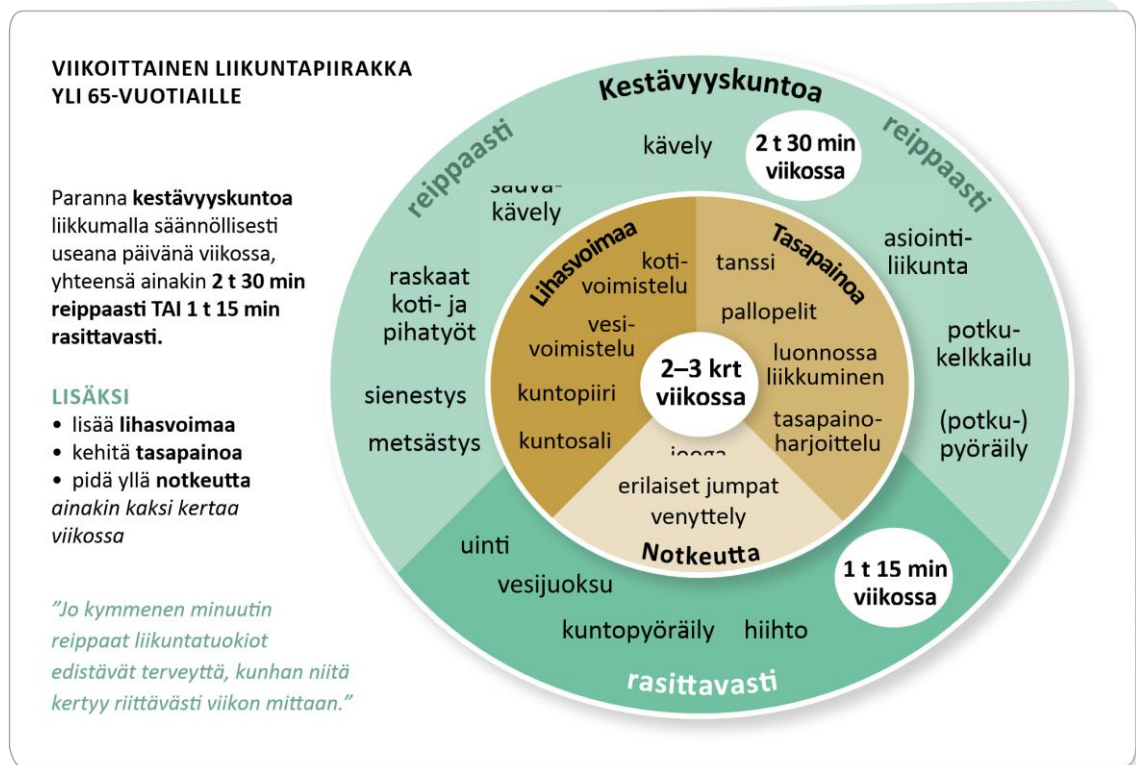 VIIKOITTAINEN LIIKUNTAPIIRAKKA
YLI 65-VUOTIAILLE
Paranna kestävyyskuntoa
liikkumalla säännöllisesti
useana päivänä viikossa,
yhteensä ainakin 2 t 30 min
reippaasti TAI 1 t 15 min
rasittavasti.
LISÄKSI
• lisää lihasvoimaa
• kehitä tasapainoa
• pidä yllä notkeutta
ainakin kaksi kertaa
viikossa
”Jo kymmenen minuutin
reippaat liikuntatuokiot
edistävät terveyttä, kunhan niitä
kertyy riittävästi viikon mittaan.”
Kestävyyskuntoa
reippaasti
reippaasti
kävely
2 t 30 min
viikossa
sauva-
kävely
raskaat
koti- ja
pihatyöt
sienestys
metsästys
asiointi-
liikunta
potku-
kelkkailu
(potku-)
pyöräily
Lihasvoimaa
koti-
voimistelu
vesi-
voimistelu
kuntopiiri
kuntosali
Tasapainoa
tanssi
pallopelit
luonnossa
liikkuminen
tasapaino-
harjoittelu
2–3 krt
viikossa
jooga
erilaiset jumpat
venyttely
Notkeutta
uinti
vesijuoksu
kuntopyöräily
hiihto
1 t 15 min
viikossa
rasittavasti